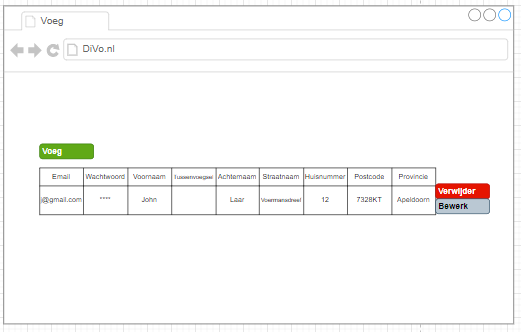 Voeg
DiVo.nl
Voeg
Email Wachtwoord Voornaam Tussenvoegsel Achternaam Straatnaam Huisnummer Postcode Provincie
j@gmail.com **** John Laar Voermansdreef 12 7328KT Apeldoorn
Verwijder
Bewerk